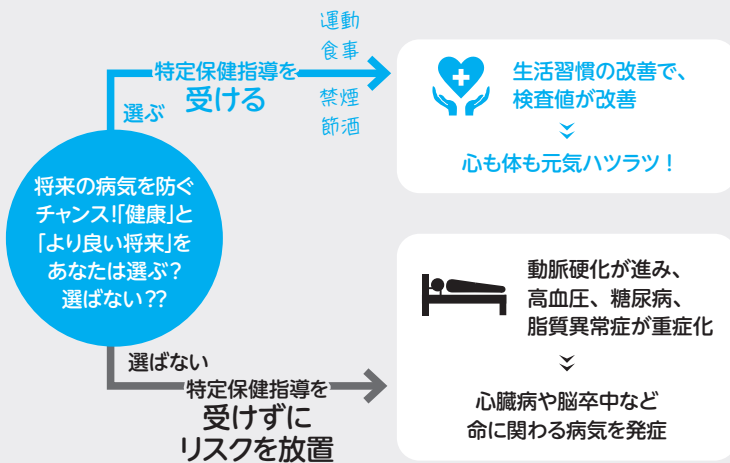 将来の病気を防ぐ
チャンス!「健康」と
「より良い将来」を
あなたは選ぶ?
選ばない??
選ぶ
特定保健指導を
受ける
運動
食事
禁煙
節酒
生活習慣の改善で、
検査値が改善
心も体も元気ハツラツ！
選ばない
特定保健指導を
受けずに
リスクを放置
動脈硬化が進み、
高血圧、糖尿病、
脂質異常症が重症化
心臓病や脳卒中など
命に関わる病気を発症